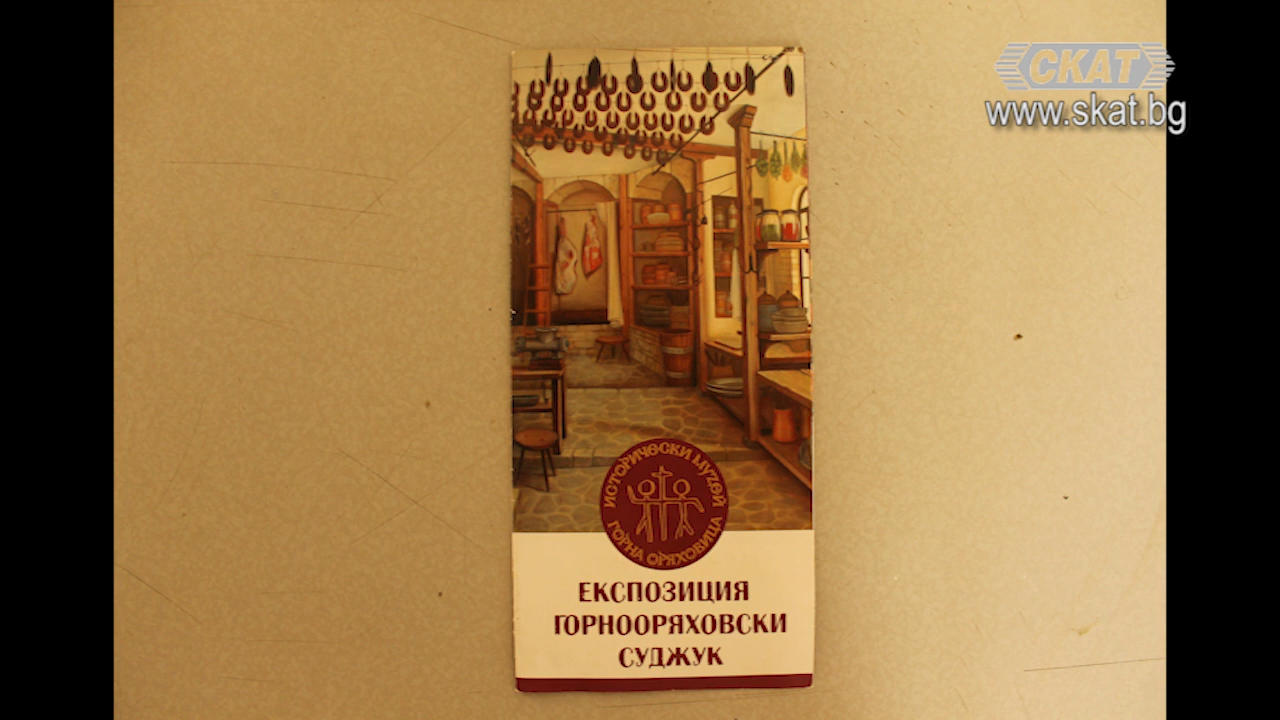 СКАТ
www.skat.bg
ИСТОРИЧЕСКИ МУЗЕЙ
ГОРНА ОРЯХОВИЦА
ЕКСПОЗИЦИЯ
ГОРНООРЯХОВСКИ
СУДЖУК